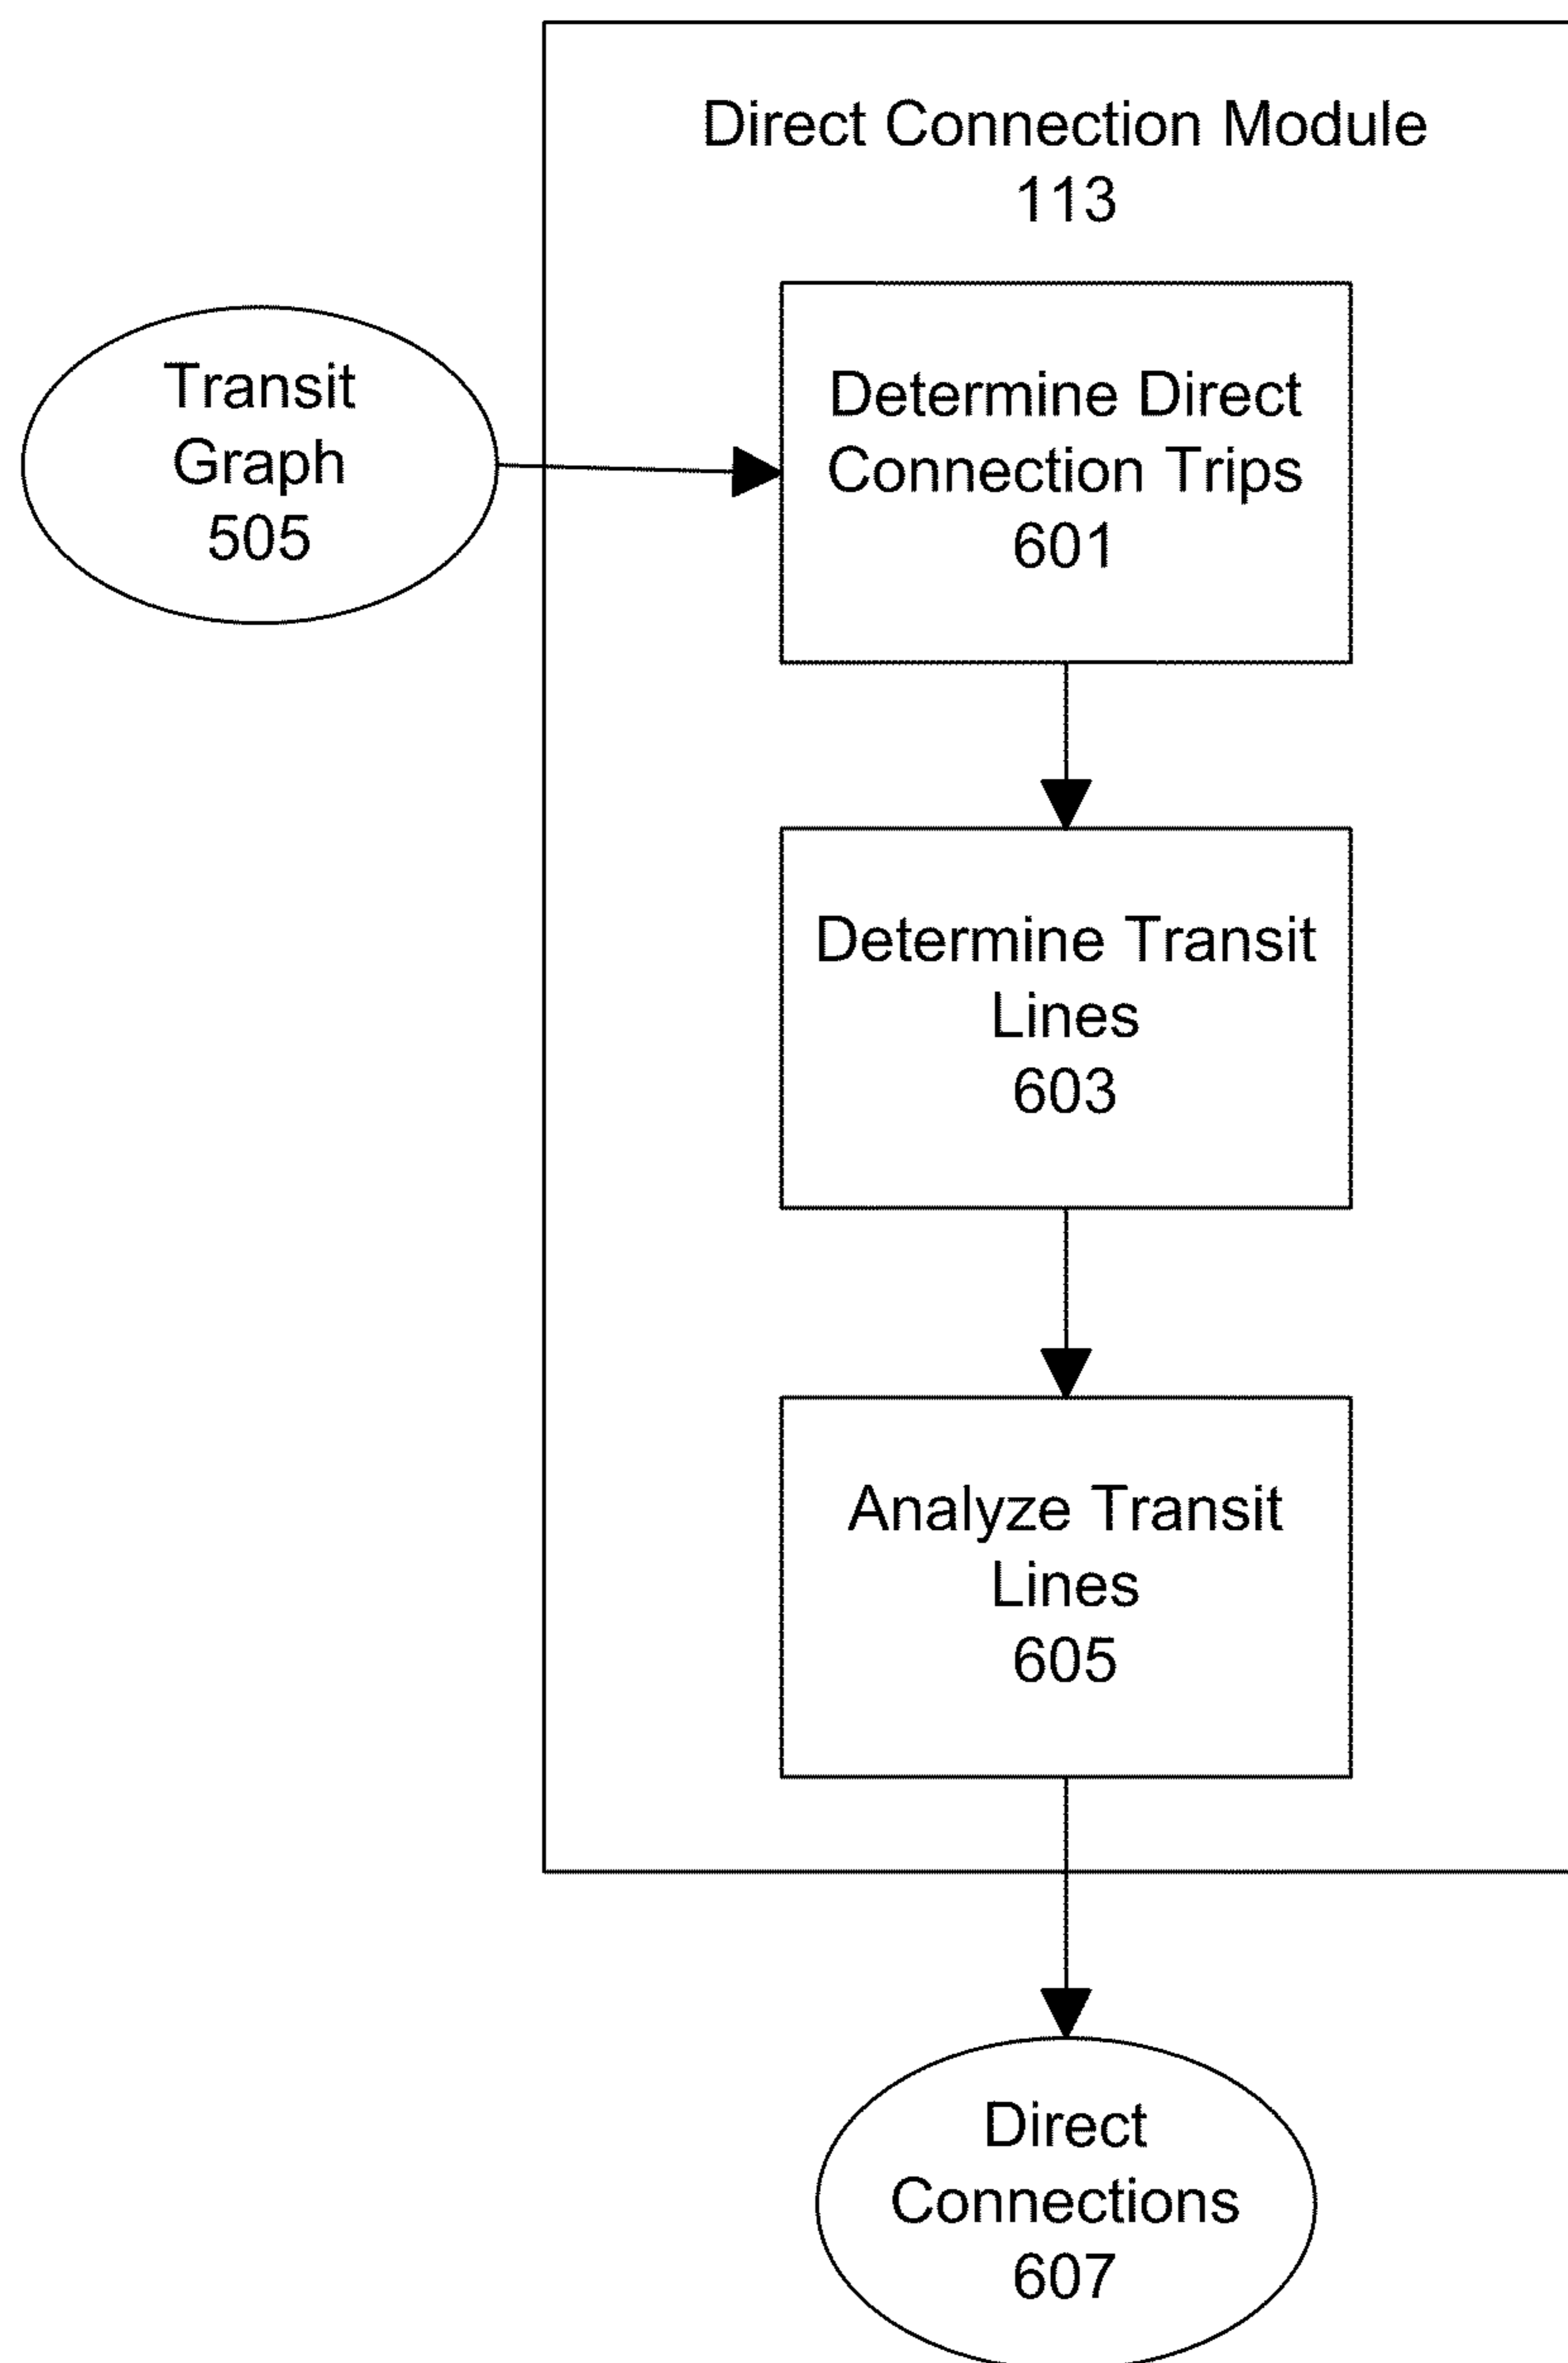 Direct Connection Module
113
Transit
Graph
505
Determine Direct
Connection Trips
601
Determine Transit
Lines
603
Analyze Transit
Lines
605
Direct
Connections
607